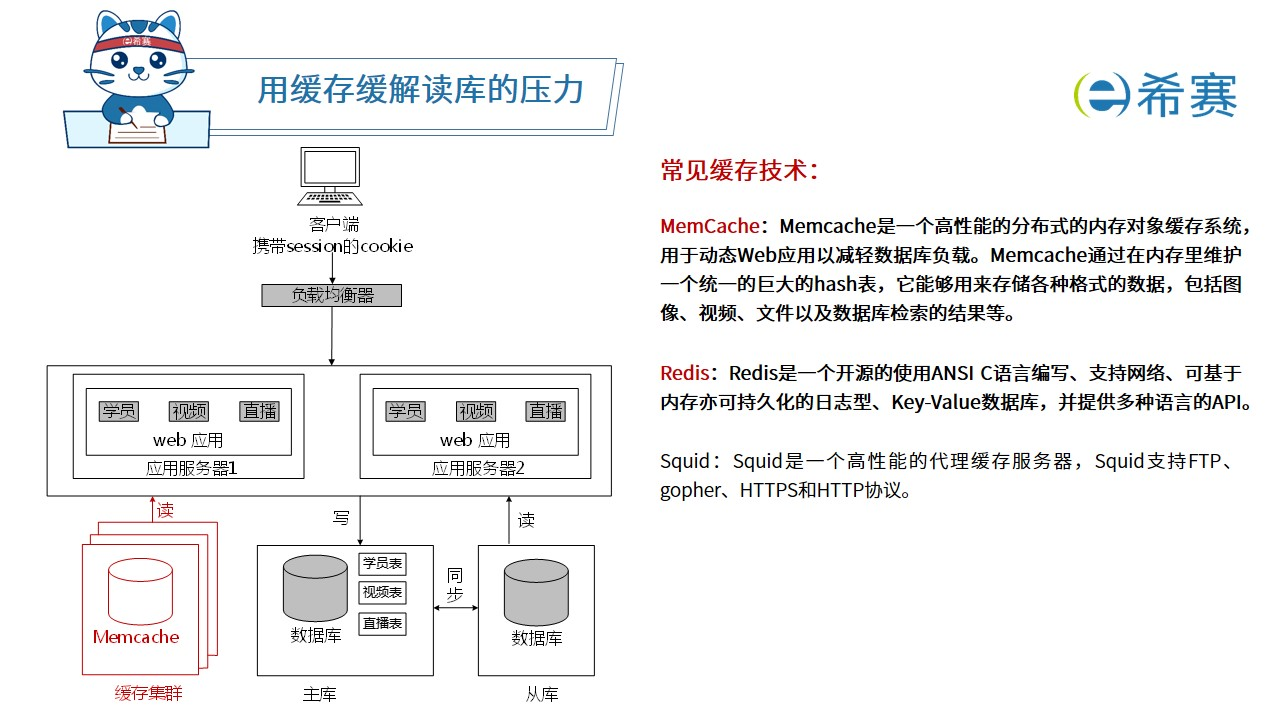 e希赛
用缓存缓解读库的压力
e希赛
客户端
携带session的cookie
负载均衡器
学员 视频 直播
web 应用
应用服务器1
学员 视频 直播
web 应用
应用服务器2
读
写
读
Memcache
缓存集群
数据库
学员表
视频表
直播表
主库
同步
数据库
从库
常见缓存技术：
MemCache：Memcache是一个高性能的分布式的内存对象缓存系统，
用于动态Web应用以减轻数据库负载。Memcache通过在内存里维护
一个统一的巨大的hash表，它能够用来存储各种格式的数据，包括图
像、视频、文件以及数据库检索的结果等。
Redis：Redis是一个开源的使用ANSI C语言编写、支持网络、可基于
内存亦可持久化的日志型、Key-Value数据库，并提供多种语言的API。
Squid：Squid是一个高性能的代理缓存服务器，Squid支持FTP、
gopher、HTTPS和HTTP协议。